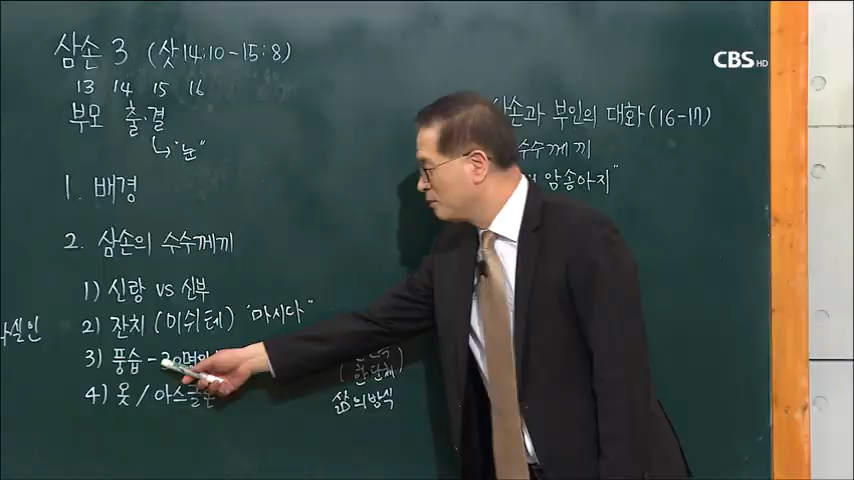 삼손 3 (삿 14:10-15:8)
13 14 15 16
부모 출·결
↳"눈"
1. 배경
2. 삼손의 수수께끼
1) 신랑 vs 신부
2) 잔치 (미쉬테) "마시다"
3) 풍습 - 30명
4) 옷 / 아스글론
(한 단체)
삶의 방식
삼손과 부인의 대화 (16-17)
수수께끼
암송아지"
CBS HD